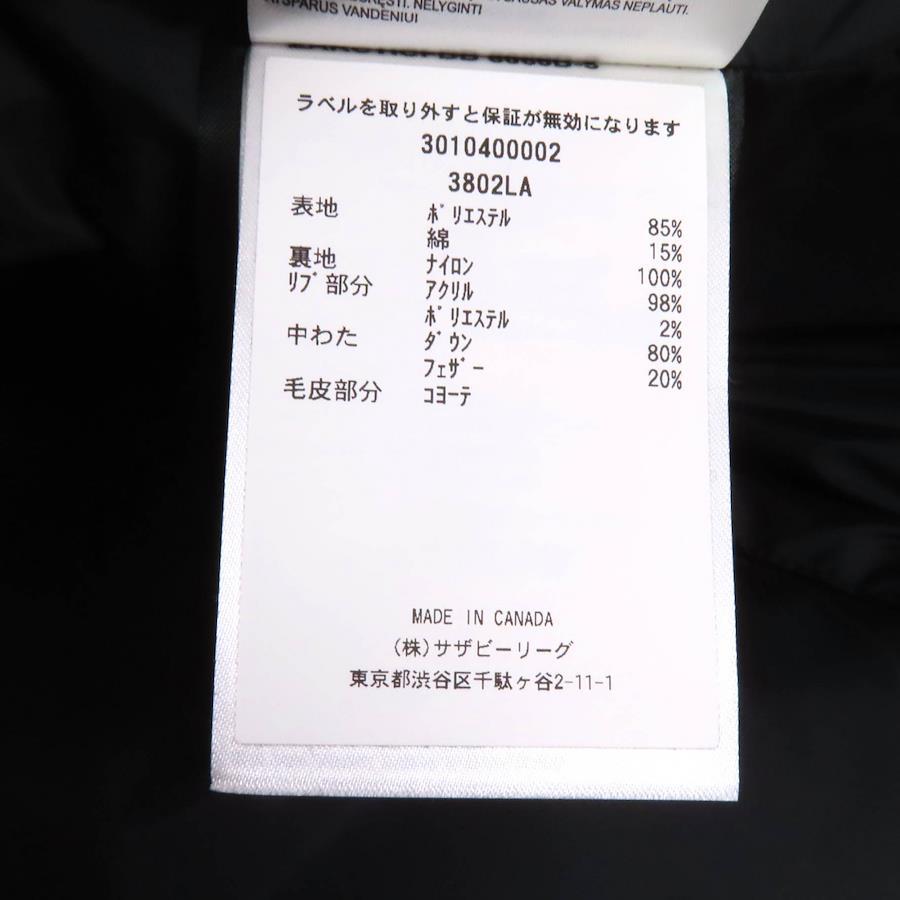 VALYMAS NEPLAUTI.
NELYGINTI
VANDENIUI
ラベルを取り外すと保証が無効になります
3010400002
3802LA
表地 ポリエステル 85%
綿 15%
裏地 ナイロン 100%
リブ部分 アクリル 98%
ポリエステル 2%
中わた ダウン 80%
フェザー 20%
毛皮部分 コヨーテ
MADE IN CANADA
(株)サザビーリーグ
東京都渋谷区千駄ヶ谷2-11-1